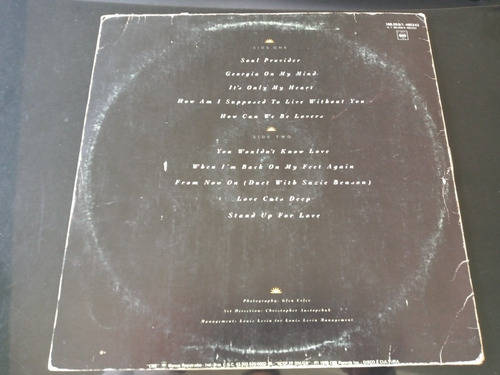 SIDE ONE
Soul Provider
Georgia On My Mind
It's Only My Heart
How Am I Supposed To Live Without You
How Can We Be Lovers
SIDE TWO
You Wouldn't Know Love
When I'm Back On My Feet Again
From Now On (Duet With Suzie Benson)
Love Cuts Deep
Stand Up For Love
Photography: Glen Erler
Art Direction: Christopher Austopchuk
Management: Louis Levin for Louis Levin Management
DISCO É CULTURA